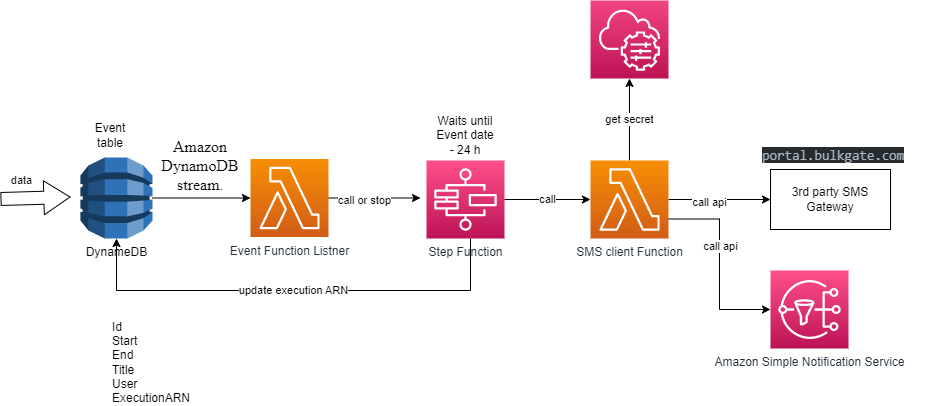 data
Event
table
DynameDB
Amazon
DynamoDB
stream.
Event Function Listner
call or stop
Waits until
Event date
- 24 h
Step Function
update execution ARN
call
get secret
SMS client Function
call api
call api
portal.bulkgate.com
3rd party SMS
Gateway
Amazon Simple Notification Service
Id
Start
End
Title
User
ExecutionARN